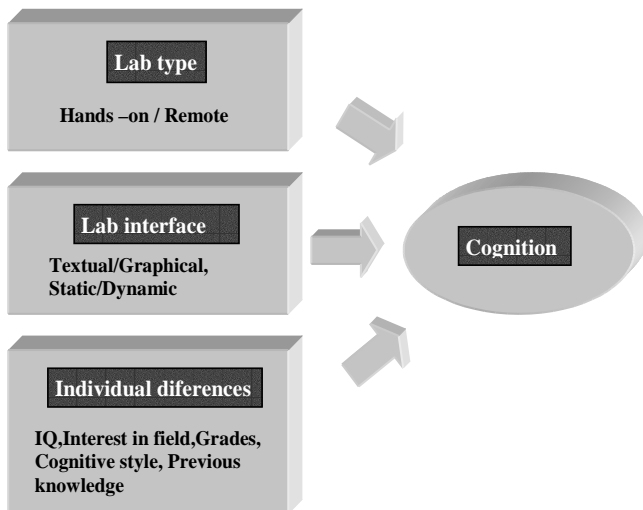 Lab type
Hands –on / Remote
Lab interface
Textual/Graphical,
Static/Dynamic
Individual diferences
IQ,Interest in field,Grades,
Cognitive style, Previous
knowledge
Cognition